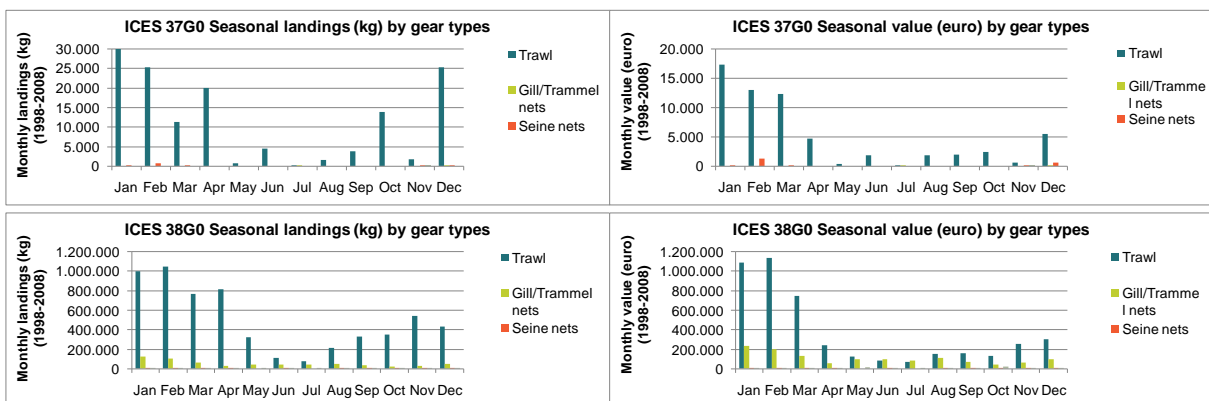 ICES 37G0 Seasonal landings (kg) by gear types
Monthly landings (kg)
(1998-2008)
30.000
25.000
20.000
15.000
10.000
5.000
0
Jan Feb Mar Apr May Jun Jul Aug Sep Oct Nov Dec
Trawl
Gill/Trammel
nets
Seine nets
ICES 37G0 Seasonal value (euro) by gear types
Monthly value (euro)
(1998-2008)
20.000
15.000
10.000
5.000
0
Jan Feb Mar Apr May Jun Jul Aug Sep Oct Nov Dec
Trawl
Gill/Tramme
l nets
Seine nets
ICES 38G0 Seasonal landings (kg) by gear types
Monthly landings (kg)
(1998-2008)
1.200.000
1.000.000
800.000
600.000
400.000
200.000
0
Jan Feb Mar Apr May Jun Jul Aug Sep Oct Nov Dec
Trawl
Gill/Trammel
nets
Seine nets
ICES 38G0 Seasonal value (euro) by gear types
Monthly value (euro)
(1998-2008)
1.200.000
1.000.000
800.000
600.000
400.000
200.000
0
Jan Feb Mar Apr May Jun Jul Aug Sep Oct Nov Dec
Trawl
Gill/Tramme
l nets
Seine nets